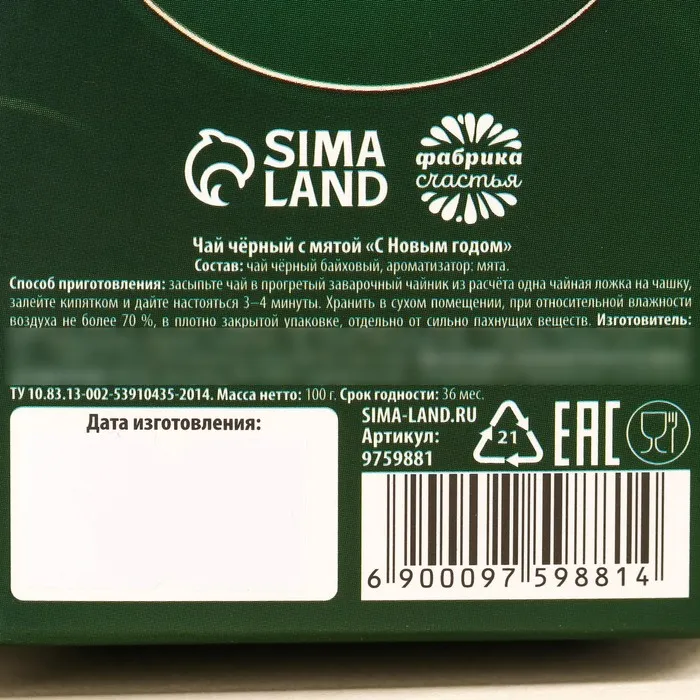 SIMA
LAND
фабрика
счастья
Чай чёрный с мятой «С Новым годом»
Состав: чай чёрный байховый, ароматизатор: мята.
Способ приготовления: засыпьте чай в прогретый заварочный чайник из расчёта одна чайная ложка на чашку,
залейте кипятком и дайте настояться 3–4 минуты. Хранить в сухом помещении, при относительной влажности
воздуха не более 70 %, в плотно закрытой упаковке, отдельно от сильно пахнущих веществ. Изготовитель:
ТУ 10.83.13-002-53910435-2014. Масса нетто: 100 г. Срок годности: 36 мес.
Дата изготовления:
SIMA-LAND.RU
Артикул:
9759881
21
EAC
6 900097 598814